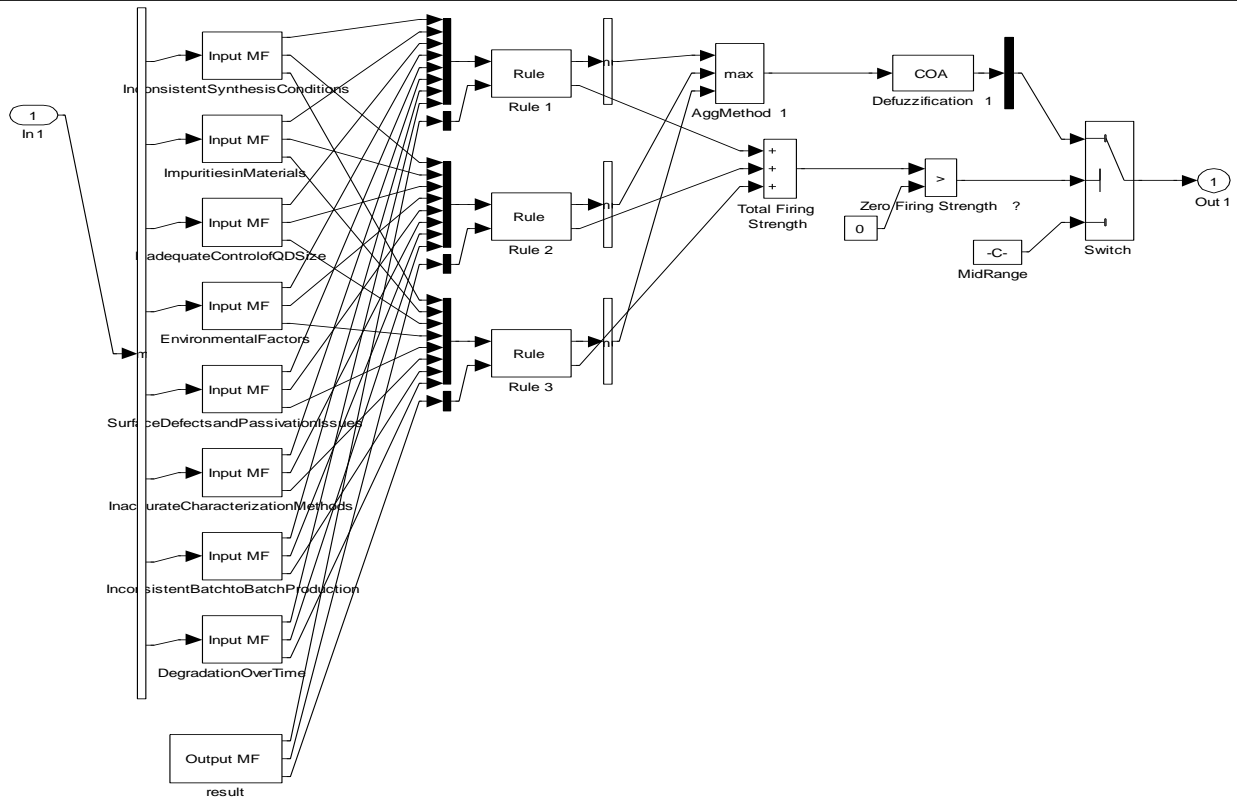 1
In 1
m
Input MF
InconsistentSynthesisConditions
Input MF
ImpuritiesinMaterials
Input MF
InadequateControlofQDSize
Input MF
EnvironmentalFactors
Input MF
SurfaceDefectsandPassivationIssues
Input MF
InaccurateCharacterizationMethods
Input MF
InconsistentBatchtoBatchProduction
Input MF
DegradationOverTime
Output MF
result
Rule
Rule 1
Rule
Rule 2
Rule
Rule 3
n
n
n
max
AggMethod 1
+
+
+
Total Firing
Strength
COA
Defuzzification 1
>
Zero Firing Strength ?
0
-C-
MidRange
Switch
1
Out 1